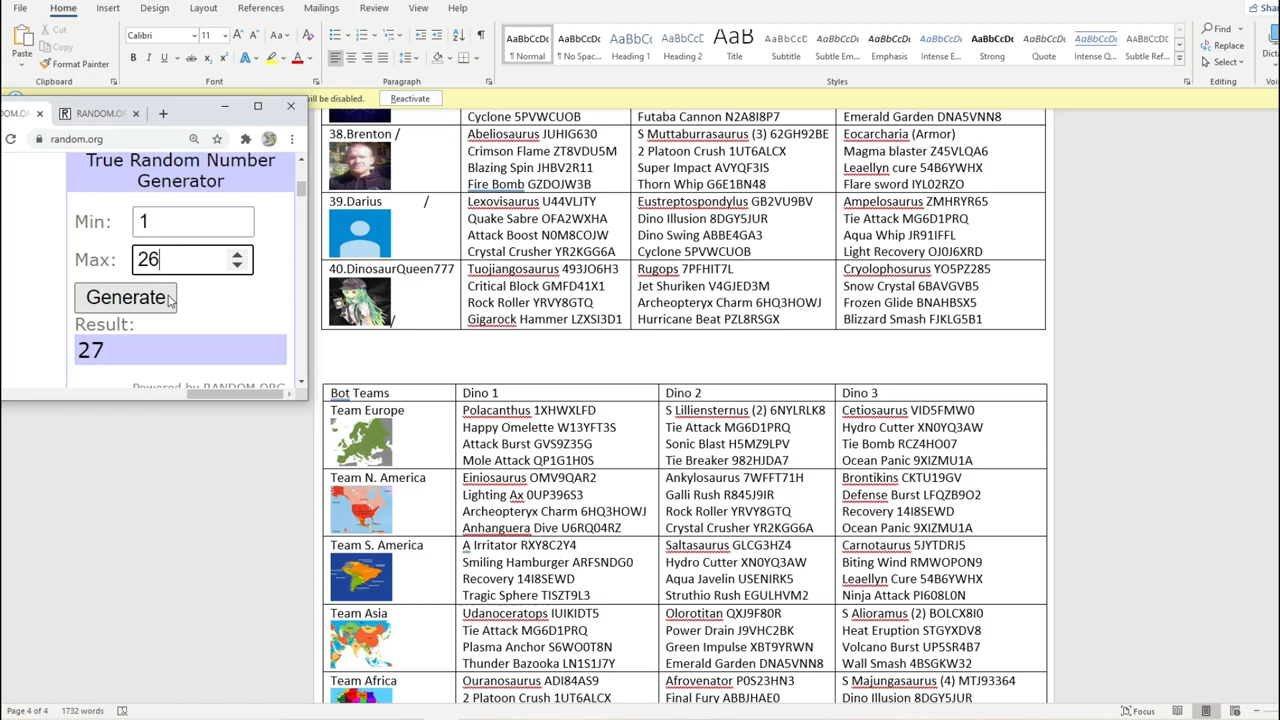 File Home Insert Design Layout References Mailings Review View Help
Cut
Copy
Paste
Format Painter
Clipboard
Calibri 11
Font
Paragraph
AaBbCcDc AaBbCcDc AaBbCc AaBbCcD AaB AaBbCcD AaBbCcDc AaBbCcDc AaBbCcDc AaBbCcDc AaBbCcDc AaBbCcDc
¶ Normal ¶ No Spac... Heading 1 Heading 2 Title Subtitle Subtle Em... Emphasis Intense E... Strong Quote Intense Q... Subtle Ref...
Styles
Find
Replace
Select
Editing
will be disabled. Reactivate
RANDOM.O
random.org
True Random Number
Generator
Min: 1
Max: 26
Generate
Result:
27
Powered by RANDOM.ORG
Cyclone 5PVWCUOB Futaba Cannon N2A8I8P7 Emerald Garden DNA5VNN8
38.Brenton / Abeliosaurus JUHIG630 S Muttaburrasaurus (3) 62GH92BE Eocarcharia (Armor)
Crimson Flame ZT8VDU5M 2 Platoon Crush 1UT6ALCX Magma blaster Z45VLQA6
Blazing Spin JHBV2R11 Super Impact AVYQF3IS Leaellyn cure 54B6YWHX
Fire Bomb GZDOJW3B Thorn Whip G6E1BN48 Flare sword IYL02RZO
39.Darius / Lexovisaurus U44VLJTY Eustreptospondylus GB2VU9BV Ampelosaurus ZMHRYR65
Quake Sabre OFA2WXHA Dino Illusion 8DGY5JUR Tie Attack MG6D1PRQ
Attack Boost N0M8COJW Dino Swing ABBE4GA3 Aqua Whip JR91IFFL
Crystal Crusher YR2KGG6A Cyclone 5PVWCUOB Light Recovery OJ0J6XRD
40.DinosaurQueen777 Tuojiangosaurus 493JO6H3 Rugops 7PFHIT7L Cryolophosurus YO5PZ285
Critical Block GMFD41X1 Jet Shuriken V4GJED3M Snow Crystal 6BAVGVB5
Rock Roller YRVY8GTQ Archeopteryx Charm 6HQ3HOWJ Frozen Glide BNAHBSX5
/ Gigarock Hammer LZXSI3D1 Hurricane Beat PZL8RSGX Blizzard Smash FJKLG5B1
Bot Teams Dino 1 Dino 2 Dino 3
Team Europe Polacanthus 1XHWXLFD S Lilliensternus (2) 6NYLRLK8 Cetiosaurus VID5FMW0
Happy Omelette W13YFT3S Tie Attack MG6D1PRQ Hydro Cutter XN0YQ3AW
Attack Burst GVS9Z35G Sonic Blast H5MZ9LPV Tie Bomb RCZ4HO07
Mole Attack QP1G1H0S Tie Breaker 982HJDA7 Ocean Panic 9XIZMU1A
Team N. America Einiosaurus OMV9QAR2 Ankylosaurus 7WFFT71H Brontikins CKTU19GV
Lighting Ax 0UP396S3 Galli Rush R845J9IR Defense Burst LFQZB9O2
Archeopteryx Charm 6HQ3HOWJ Rock Roller YRVY8GTQ Recovery 14I8SEWD
Anhanguera Dive U6RQ04RZ Crystal Crusher YR2KGG6A Ocean Panic 9XIZMU1A
Team S. America A Irritator RXY8C2Y4 Saltasaurus GLCG3HZ4 Carnotaurus 5JYTDRJ5
Smiling Hamburger ARFSNDG0 Hydro Cutter XN0YQ3AW Biting Wind RMWOPON9
Recovery 14I8SEWD Aqua Javelin USENIRK5 Leaellyn Cure 54B6YWHX
Tragic Sphere TISZT9L3 Struthio Rush EGULHVM2 Ninja Attack PI608L0N
Team Asia Udanoceratops IUIKIDT5 Olorotitan QXJ9F80R S Alioramus (2) BOLCX8I0
Tie Attack MG6D1PRQ Power Drain J9VHC2BK Heat Eruption STGYXDV8
Plasma Anchor S6WO0T8N Green Impulse XBT9YRWN Volcano Burst UP5SR4B7
Thunder Bazooka LN1S1J7Y Emerald Garden DNA5VNN8 Wall Smash 4BSGKW32
Team Africa Ouranosaurus ADI84AS9 Afrovenator P0S23HN3 S Majungasaurus (4) MTJ93364
2 Platoon Crush 1UT6ALCX Final Fury ABBJHAE0 Dino Illusion 8DGY5JUR
Page 4 of 4 1732 words Focus